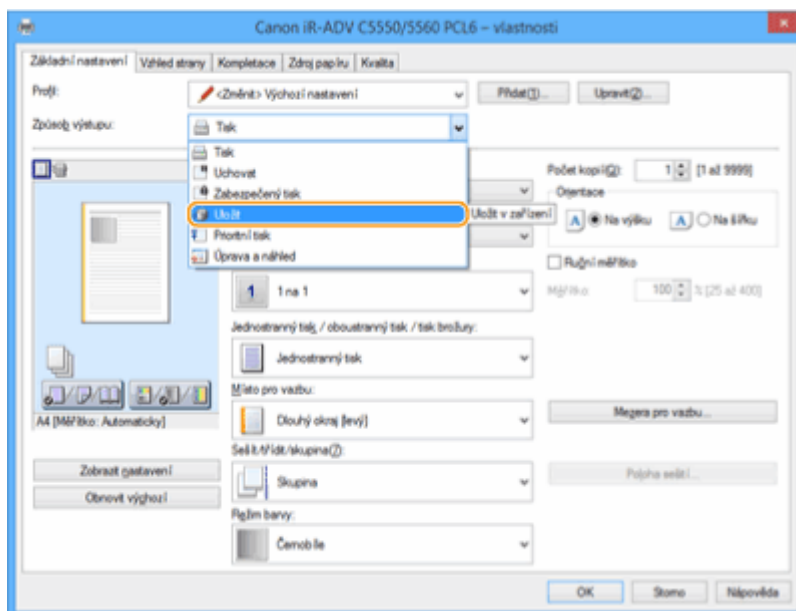 Canon iR-ADV C5550/5560 PCL6 – vlastnosti
Základní nastavení Vzhled strany Kompletace Zdroj papíru Kvalita
Profil: <Změnit> Výchozí nastavení Přidat(1)... Upravit(2)...
Způsob výstupu: Tisk
Tisk
Uchovat
Zabezpečený tisk
Uložit
Prioritní tisk
Úprava a náhled
Uložit v zařízení
Počet kopií(Q): 1 [1 až 9999]
Orientace
A Na výšku A Na šířku
Ruční měřítko
Měřítko: 100 % [25 až 400]
1 1 na 1
Jednostranný tisk / oboustranný tisk / tisk brožury:
Jednostranný tisk
Místo pro vazbu:
Dlouhý okraj [levý]
Mezera pro vazbu...
A4 [Měřítko: Automaticky]
Sešít/třídit/skupina(Z):
Skupina
Poloha sešití...
Zobrazit nastavení
Obnovit výchozí
Režim barvy:
Černobíle
OK Storno Nápověda